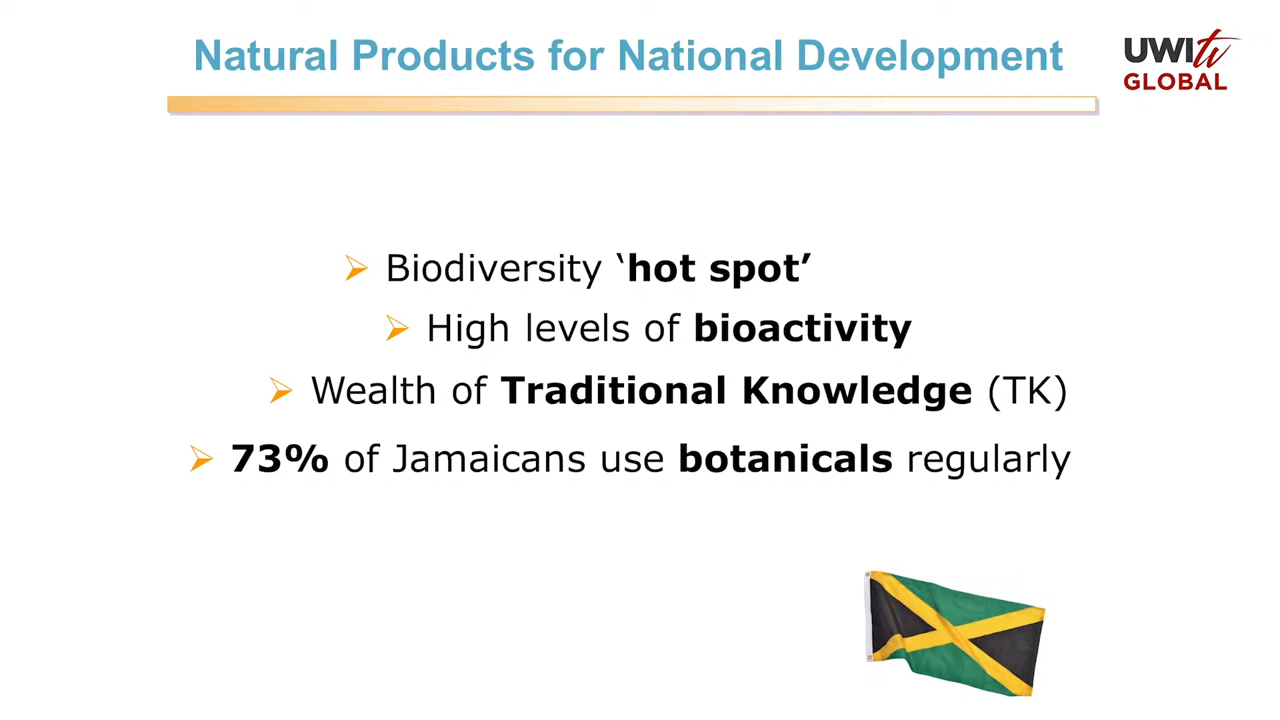 Natural Products for National Development
UWItv
GLOBAL
➢ Biodiversity ‘hot spot’
➢ High levels of bioactivity
➢ Wealth of Traditional Knowledge (TK)
➢ 73% of Jamaicans use botanicals regularly